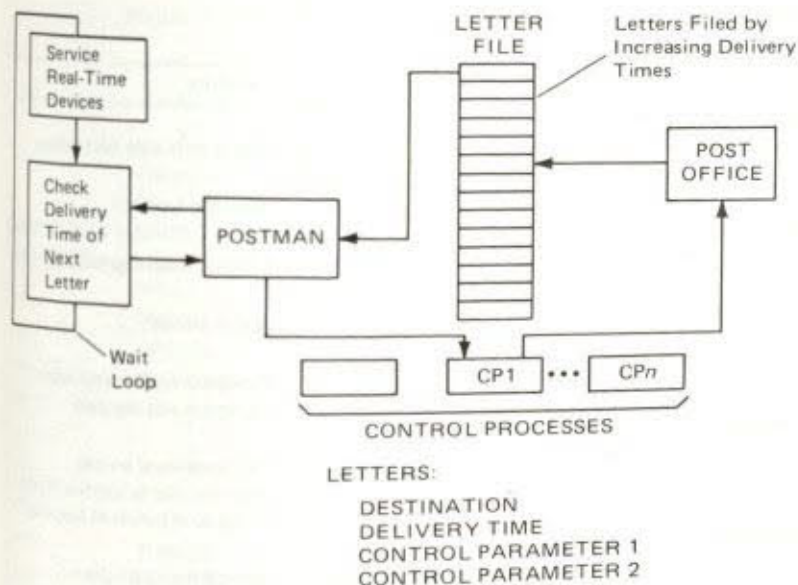 LETTER
FILE
Letters Filed by
Increasing Delivery
Times
Service
Real-Time
Devices
POST
OFFICE
Check
Delivery
Time of
Next
Letter
POSTMAN
Wait
Loop
CP1
•••
CPn
CONTROL PROCESSES
LETTERS:
DESTINATION
DELIVERY TIME
CONTROL PARAMETER 1
CONTROL PARAMETER 2